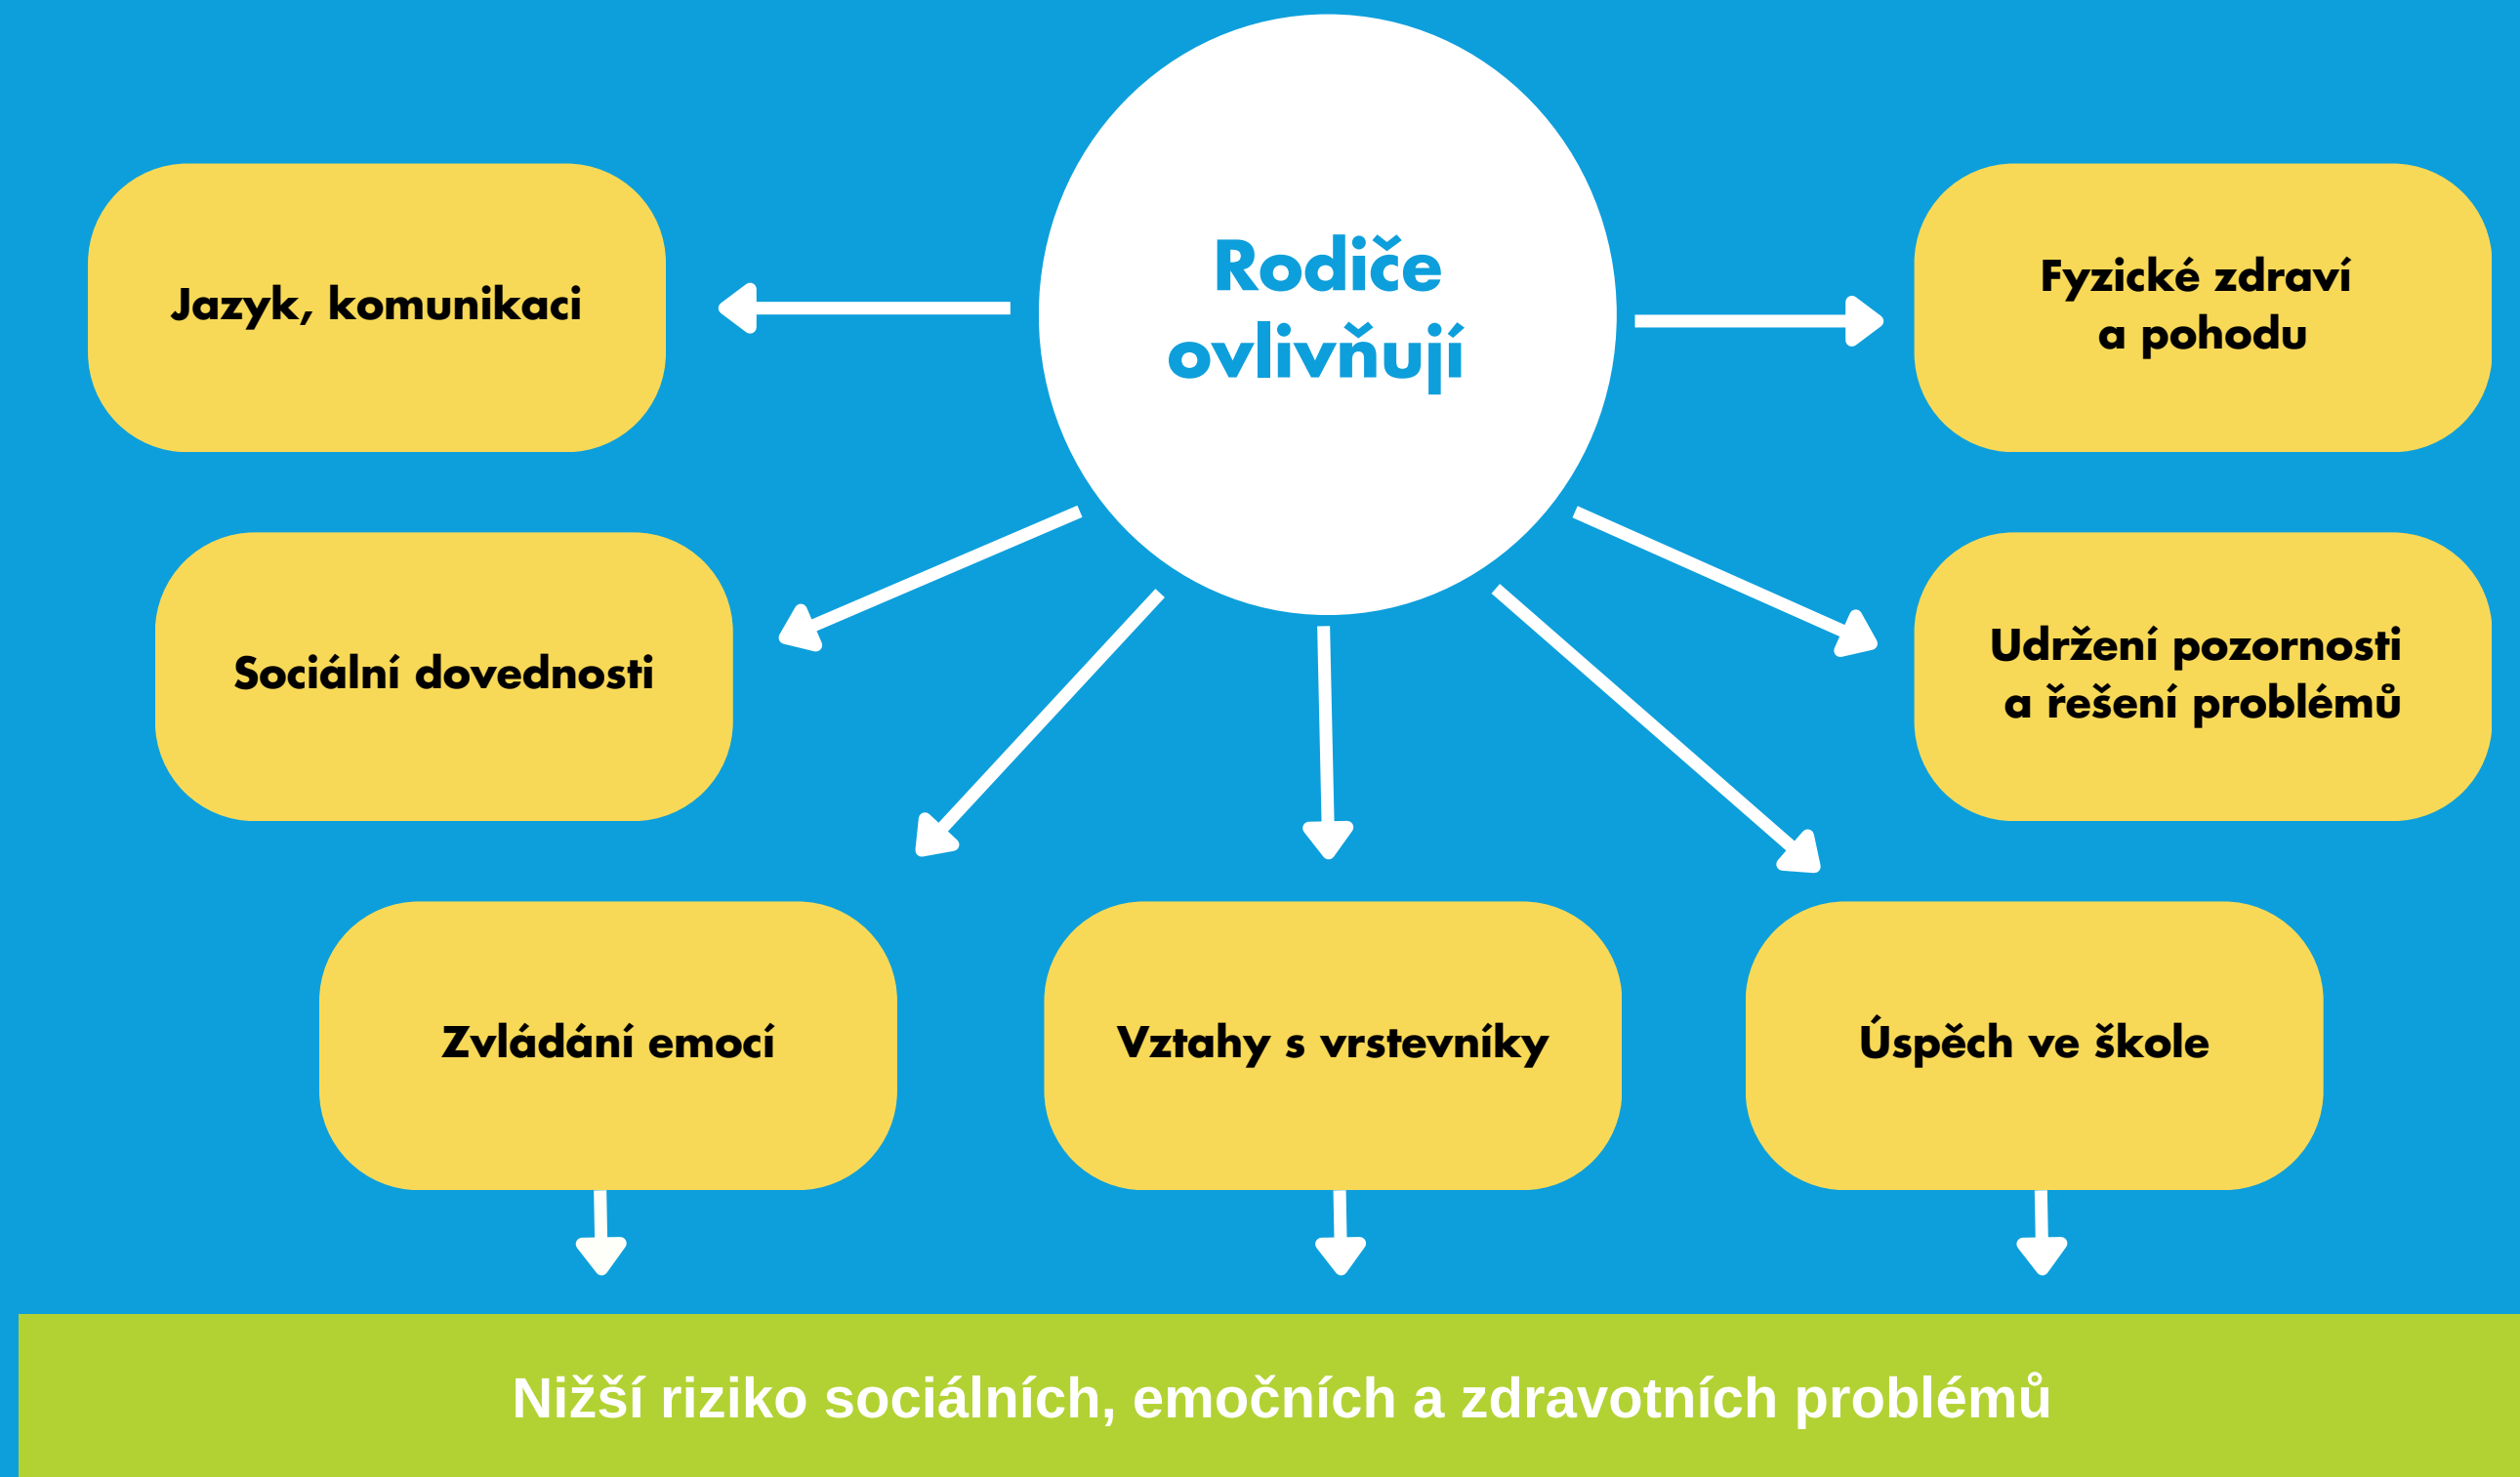 Rodiče
ovlivňují
Jazyk, komunikaci
Fyzické zdraví
a pohodu
Sociální dovednosti
Udržení pozornosti
a řešení problémů
Zvládání emocí
Vztahy s vrstevníky
Úspěch ve škole
Nižší riziko sociálních, emočních a zdravotních problémů